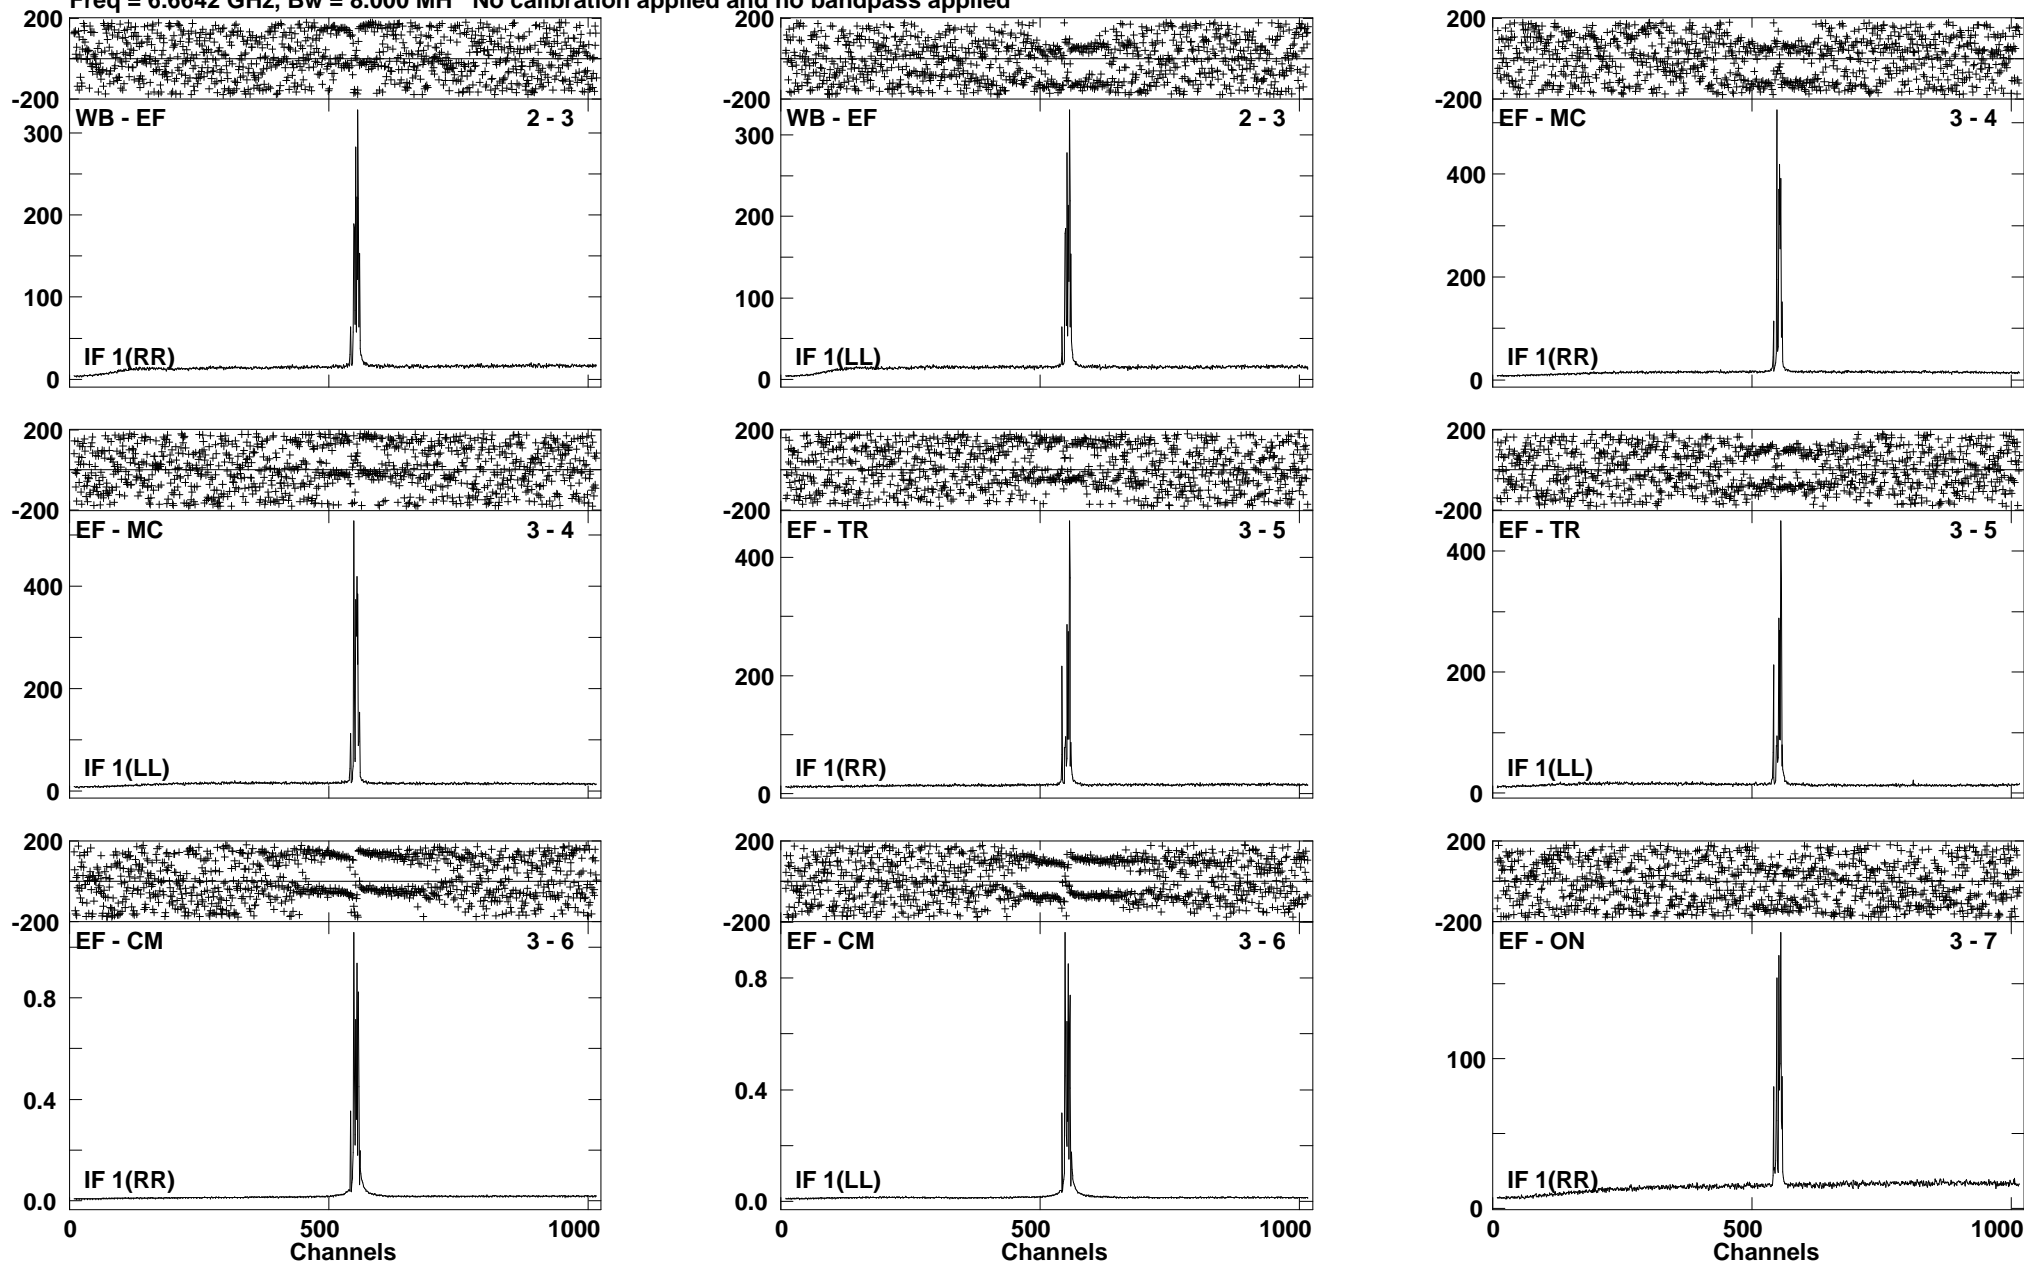 Freq = 6.6642 GHz, Bw = 8.000 MH No calibration applied and no bandpass applied
200
-200
WB - EF 2 - 3
300
200
100
0
IF 1(RR)
200
-200
WB - EF 2 - 3
300
200
100
0
IF 1(LL)
200
-200
EF - MC 3 - 4
400
200
0
IF 1(RR)
200
-200
EF - MC 3 - 4
400
200
0
IF 1(LL)
200
-200
EF - TR 3 - 5
400
200
0
IF 1(RR)
200
-200
EF - TR 3 - 5
400
200
0
IF 1(LL)
200
-200
EF - CM 3 - 6
0.8
0.4
0.0
IF 1(RR)
0 500 1000
Channels
200
-200
EF - CM 3 - 6
0.8
0.4
0.0
IF 1(LL)
0 500 1000
Channels
200
-200
EF - ON 3 - 7
100
0
IF 1(RR)
0 500 1000
Channels